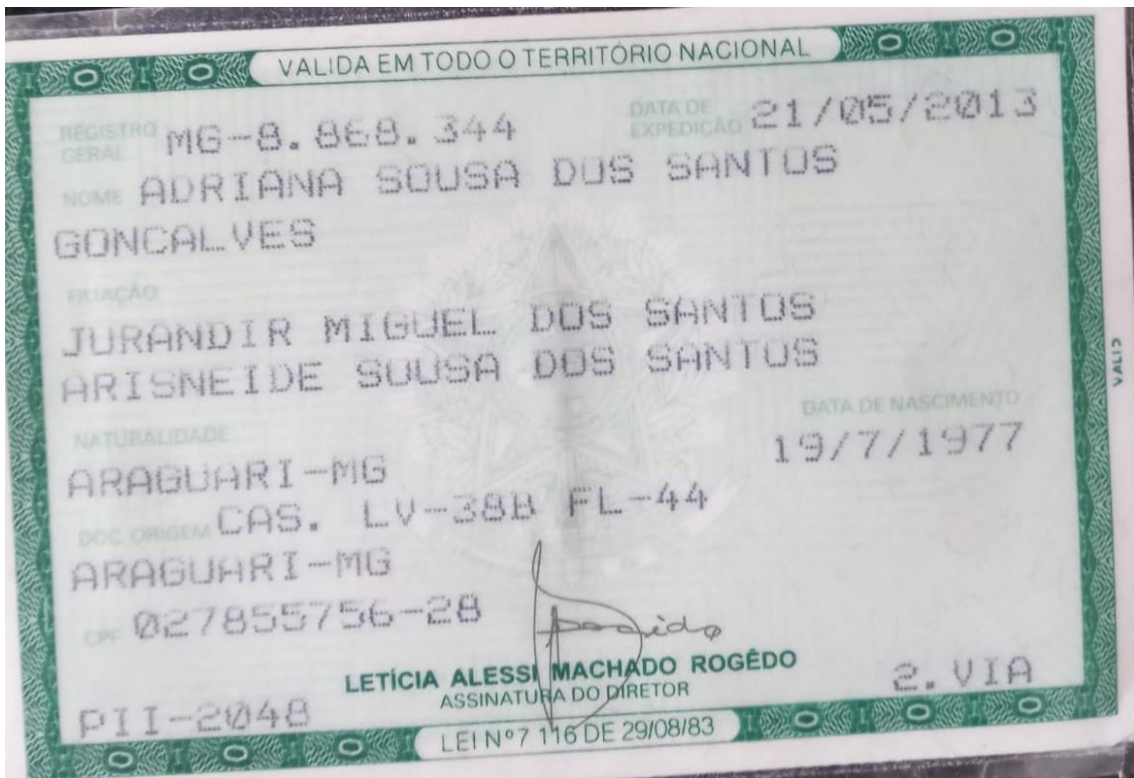 VALIDA EM TODO O TERRITÓRIO NACIONAL
REGISTRO GERAL MG-8.868.344 DATA DE EXPEDIÇÃO 21/05/2013
NOME ADRIANA SOUSA DOS SANTOS
GONCALVES
FILIAÇÃO
JURANDIR MIGUEL DOS SANTOS
ARISNEIDE SOUSA DOS SANTOS
NATURALIDADE DATA DE NASCIMENTO
ARAGUARI-MG 19/7/1977
DOC ORIGEM CAS. LV-38B FL-44
ARAGUARI-MG
CPF 027855756-28
LETÍCIA ALESSI MACHADO ROGÊDO
ASSINATURA DO DIRETOR
PII-2048 2.VIA
LEI Nº7 116 DE 29/08/83
VALID